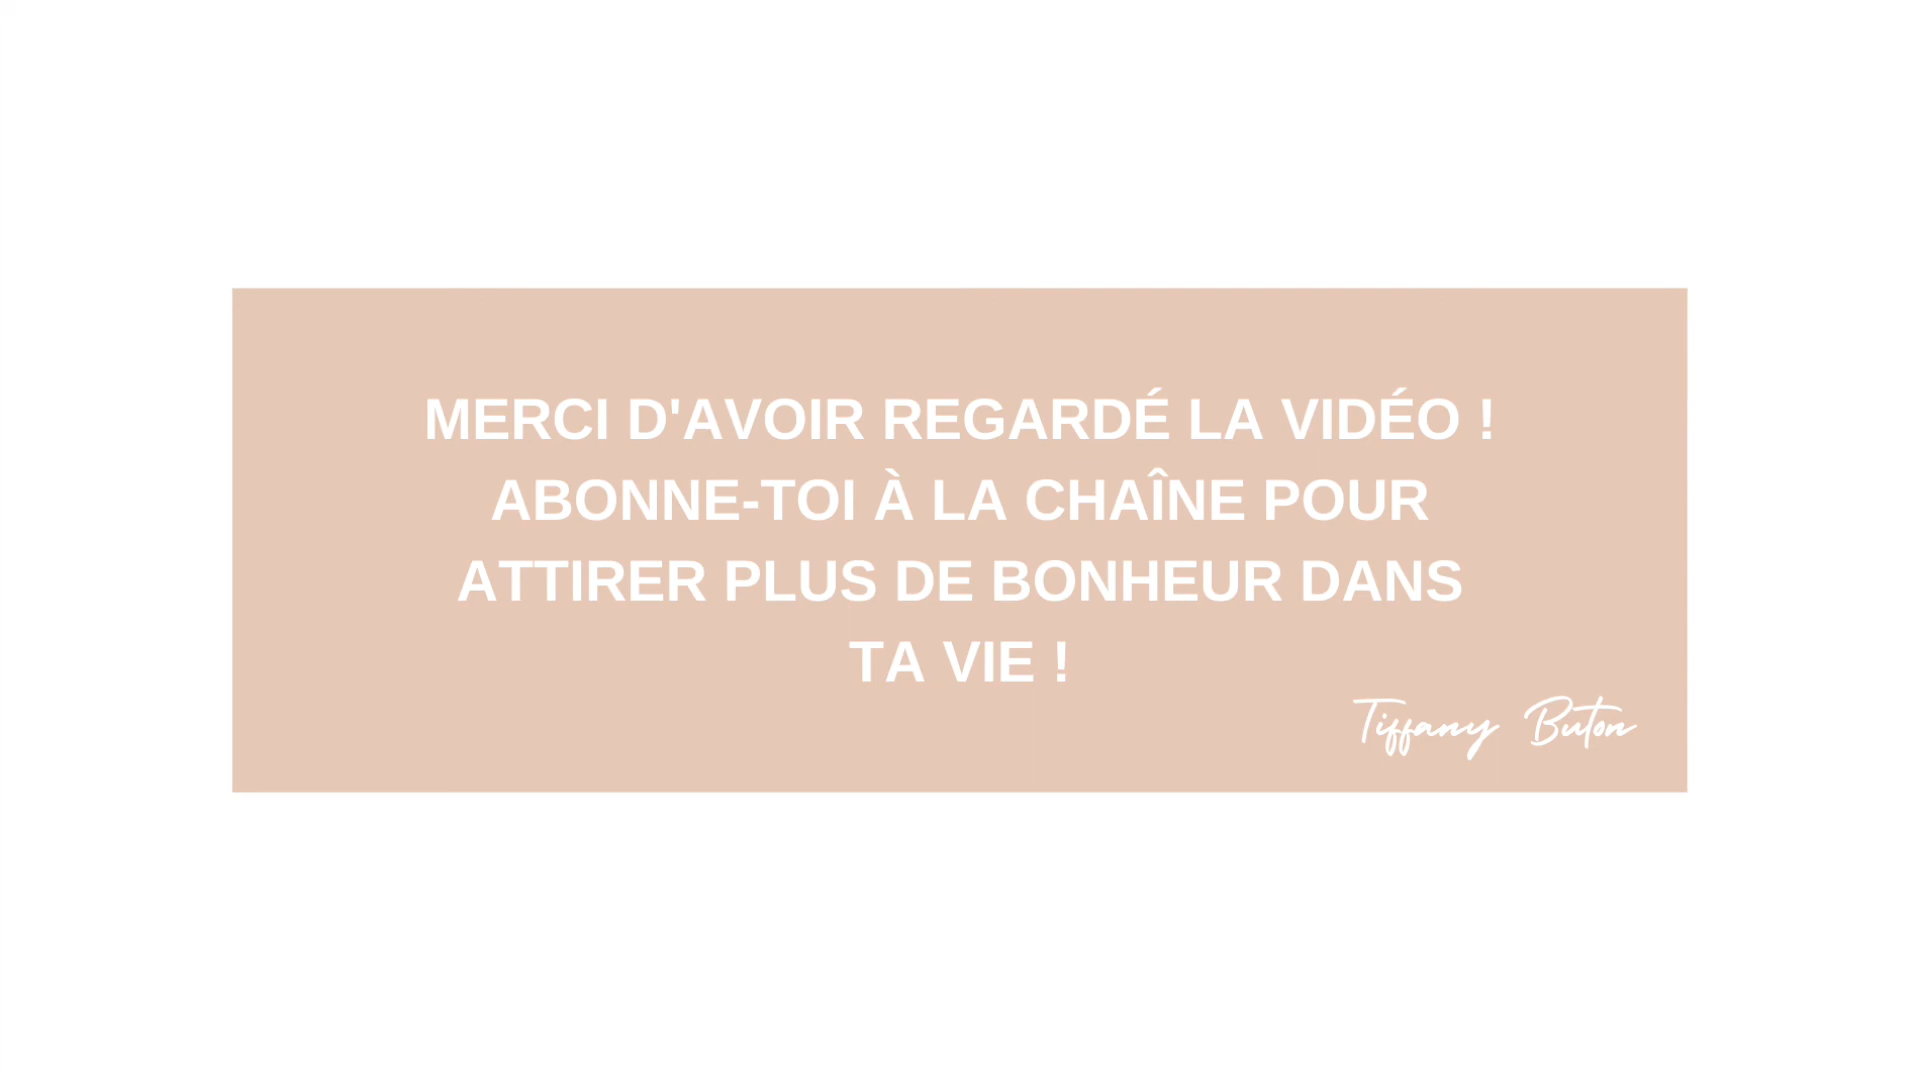 MERCI D'AVOIR REGARDÉ LA VIDÉO !
ABONNE-TOI À LA CHAÎNE POUR
ATTIRER PLUS DE BONHEUR DANS
TA VIE !
Tiffany Buton